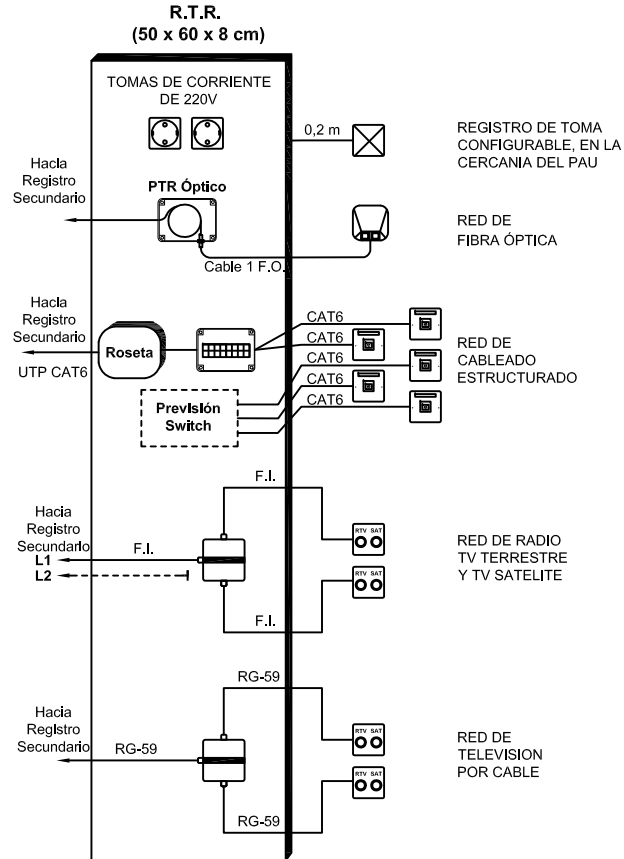 R.T.R.
(50 x 60 x 8 cm)
TOMAS DE CORRIENTE
DE 220V
0,2 m
REGISTRO DE TOMA
CONFIGURABLE, EN LA
CERCANIA DEL PAU
Hacia
Registro
Secundario
PTR Óptico
Cable 1 F.O.
RED DE
FIBRA ÓPTICA
Hacia
Registro
Secundario
UTP CAT6
Roseta
CAT6
CAT6
CAT6
CAT6
CAT6
RED DE
CABLEADO
ESTRUCTURADO
Previsión
Switch
F.I.
Hacia
Registro
Secundario
L1
L2
F.I.
RTV SAT
RTV SAT
F.I.
RED DE RADIO
TV TERRESTRE
Y TV SATELITE
RG-59
Hacia
Registro
Secundario
RG-59
RTV SAT
RTV SAT
RG-59
RED DE
TELEVISION
POR CABLE